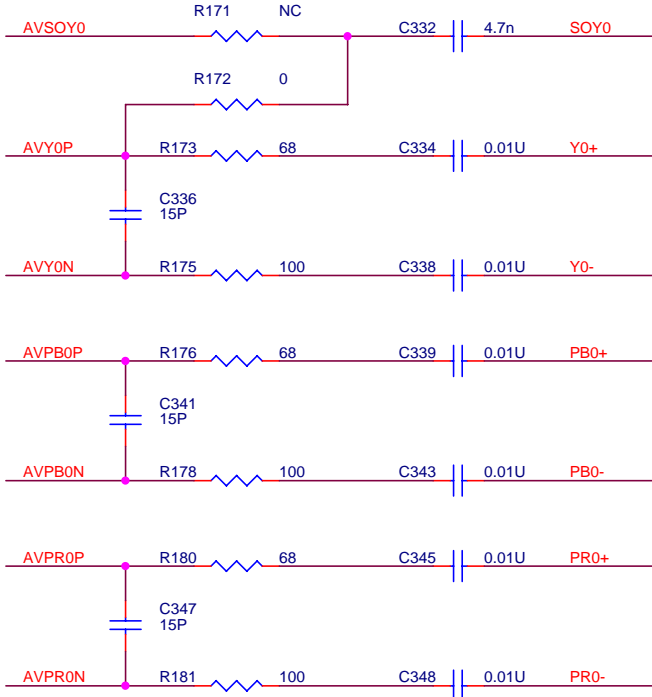 R171 NC
AVSOY0 C332 4.7n SOY0
R172 0
AVY0P R173 68 C334 0.01U Y0+
C336
15P
AVY0N R175 100 C338 0.01U Y0-
AVPB0P R176 68 C339 0.01U PB0+
C341
15P
AVPB0N R178 100 C343 0.01U PB0-
AVPR0P R180 68 C345 0.01U PR0+
C347
15P
AVPR0N R181 100 C348 0.01U PR0-